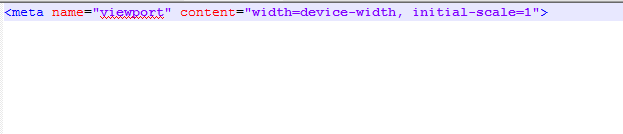 <meta name="viewport" content="width=device-width, initial-scale=1">